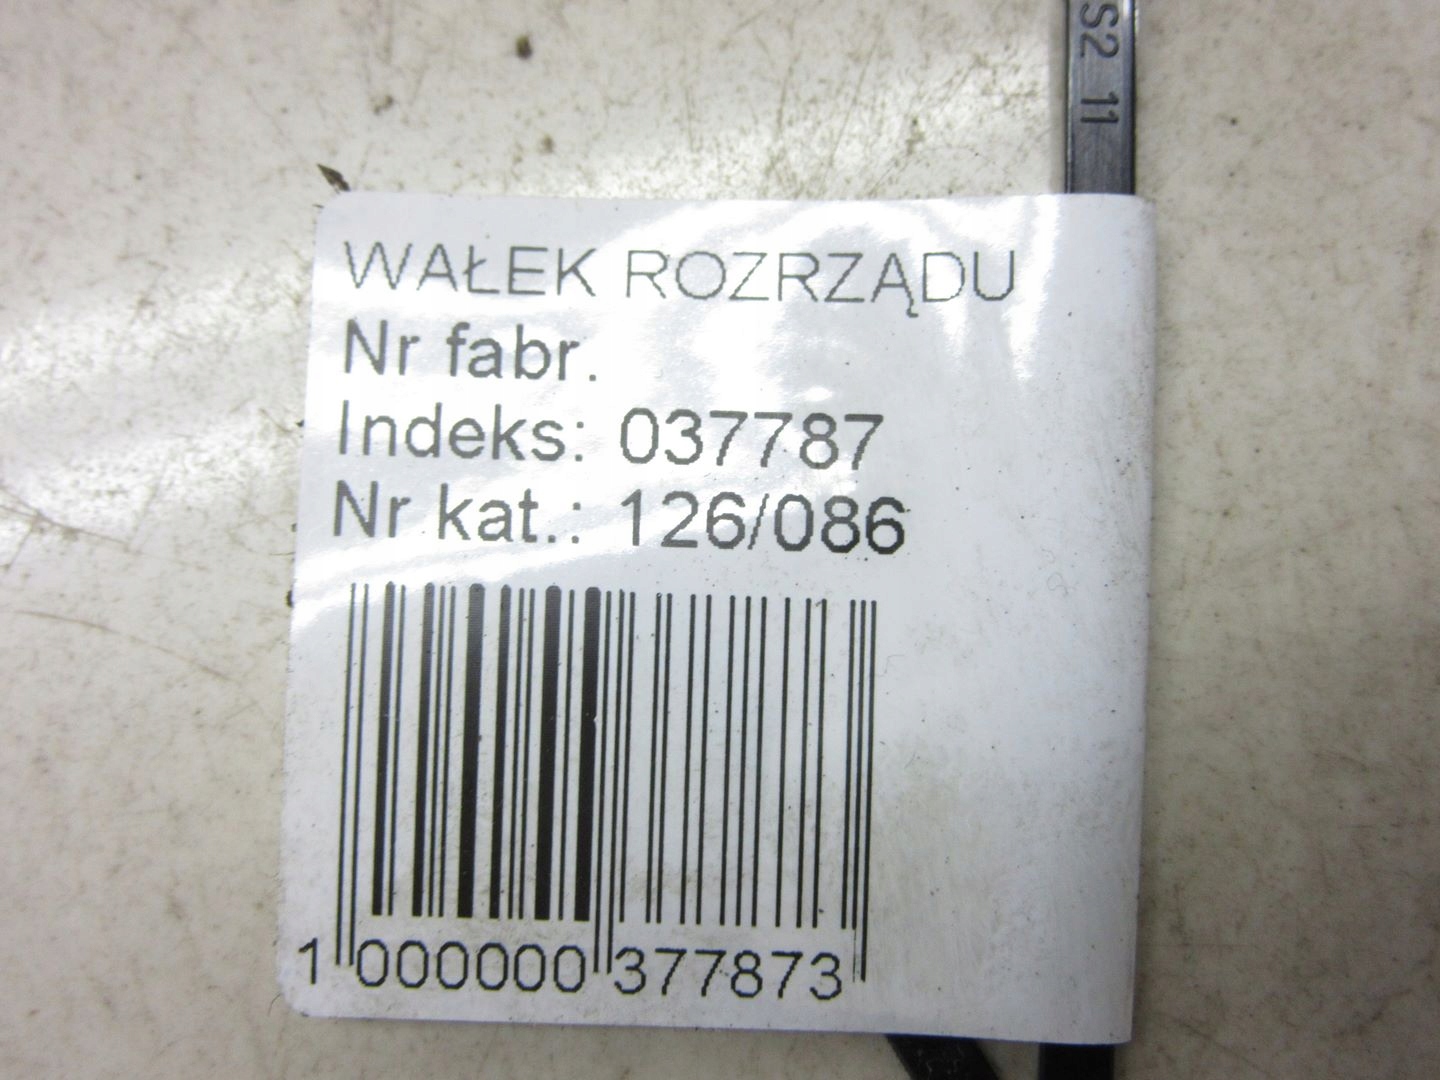 S2 11
WAŁEK ROZRZĄDU
Nr fabr.
Indeks: 037787
Nr kat.: 126/086
1 000000 377873